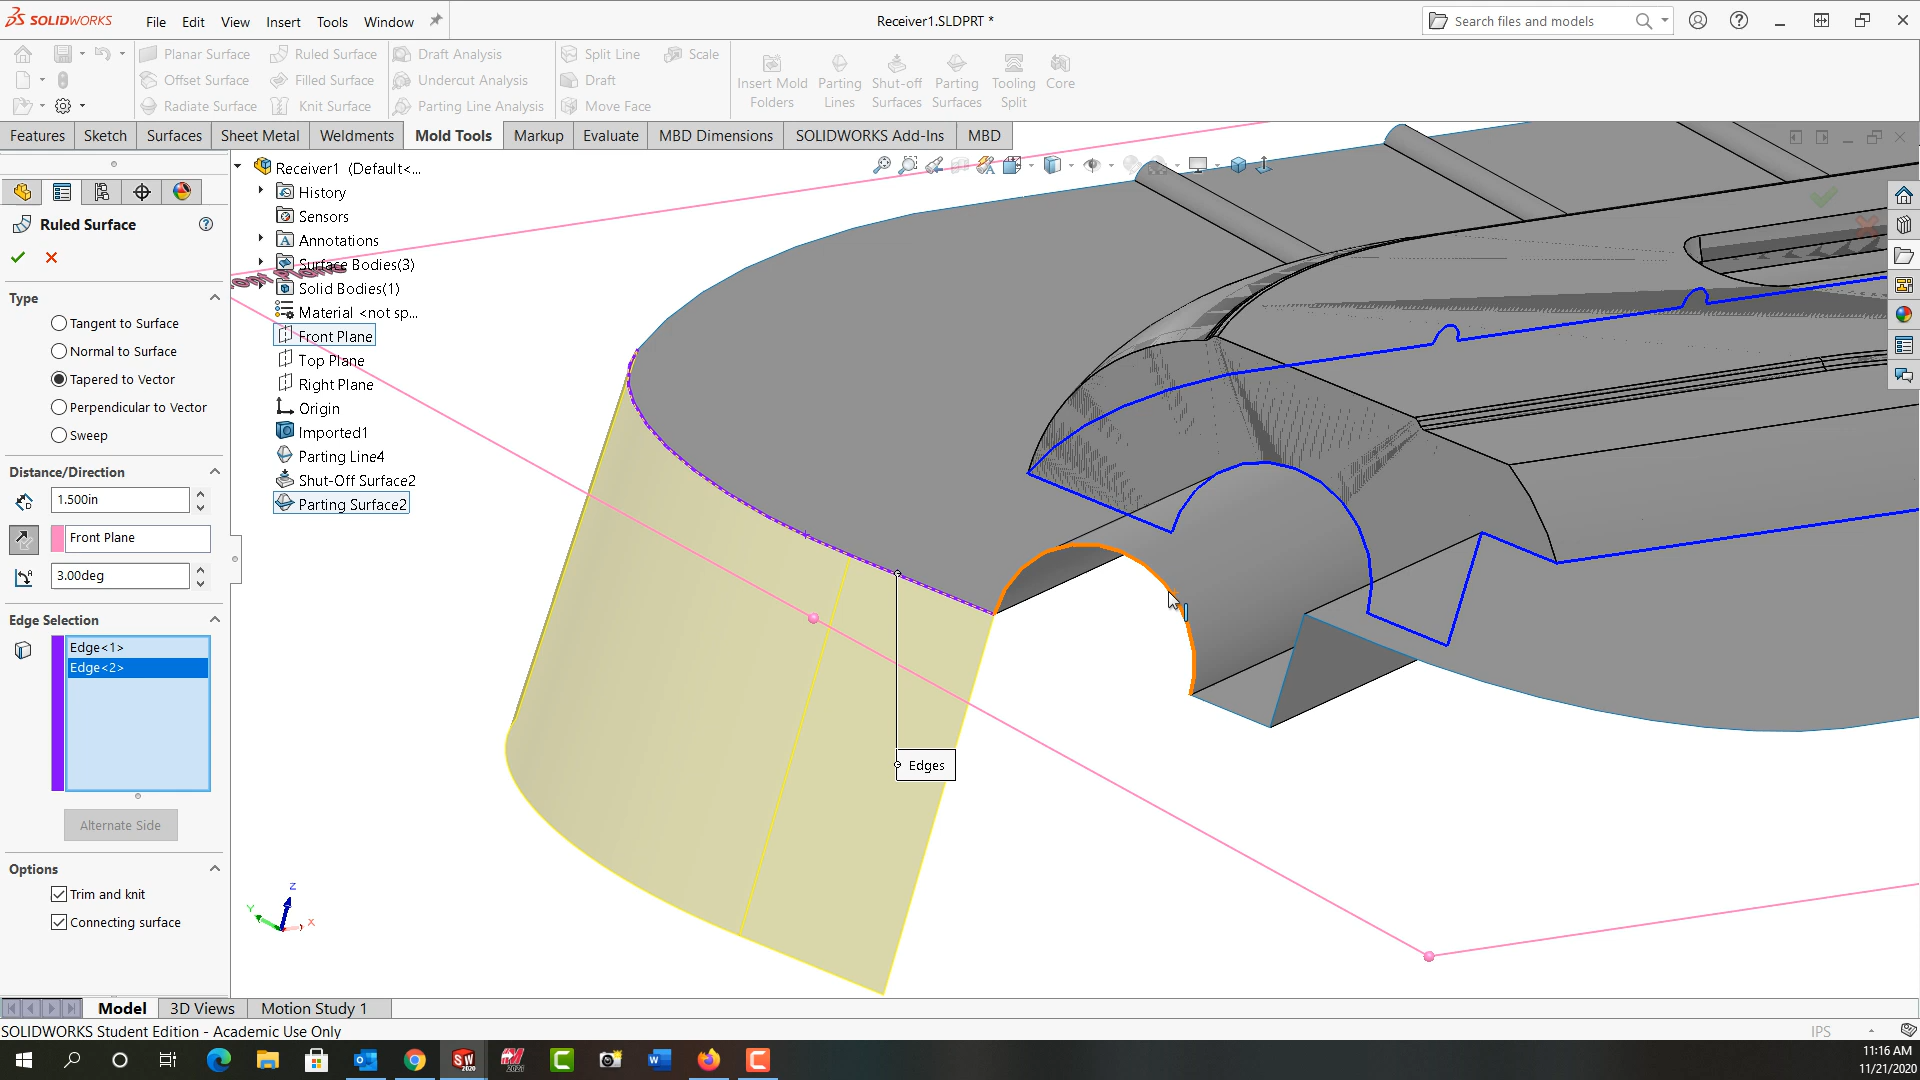 SOLIDWORKS
File Edit View Insert Tools Window
Receiver1.SLDPRT *
Search files and models
Planar Surface
Ruled Surface
Draft Analysis
Split Line
Scale
Offset Surface
Filled Surface
Undercut Analysis
Draft
Radiate Surface
Knit Surface
Parting Line Analysis
Move Face
Insert Mold
Folders
Parting
Lines
Shut-off
Surfaces
Parting
Surfaces
Tooling
Split
Core
Features Sketch Surfaces Sheet Metal Weldments Mold Tools Markup Evaluate MBD Dimensions SOLIDWORKS Add-Ins MBD
Ruled Surface
Type
Tangent to Surface
Normal to Surface
Tapered to Vector
Perpendicular to Vector
Sweep
Distance/Direction
1.500in
Front Plane
3.00deg
Edge Selection
Edge<1>
Edge<2>
Alternate Side
Options
Trim and knit
Connecting surface
Receiver1 (Default<...
History
Sensors
Annotations
Surface Bodies(3)
Solid Bodies(1)
Material <not sp...
Front Plane
Top Plane
Right Plane
Origin
Imported1
Parting Line4
Shut-Off Surface2
Parting Surface2
Edges
Z
Y
X
Model 3D Views Motion Study 1
SOLIDWORKS Student Edition - Academic Use Only
IPS
11:16 AM
11/21/2020